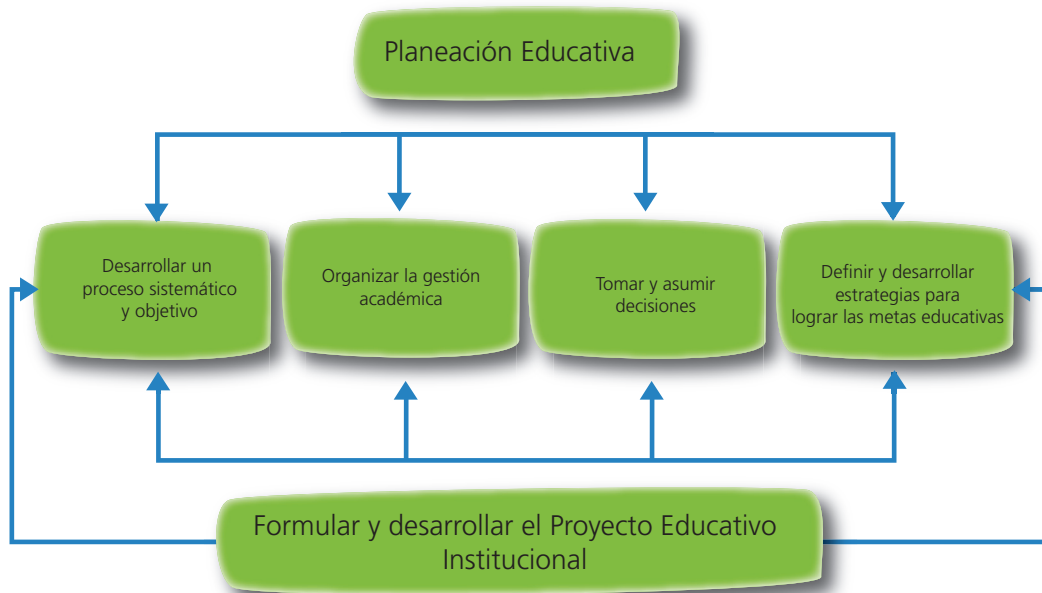 Planeación Educativa
Desarrollar un
proceso sistemático
y objetivo
Organizar la gestión
académica
Tomar y asumir
decisiones
Definir y desarrollar
estrategias para
lograr las metas educativas
Formular y desarrollar el Proyecto Educativo
Institucional